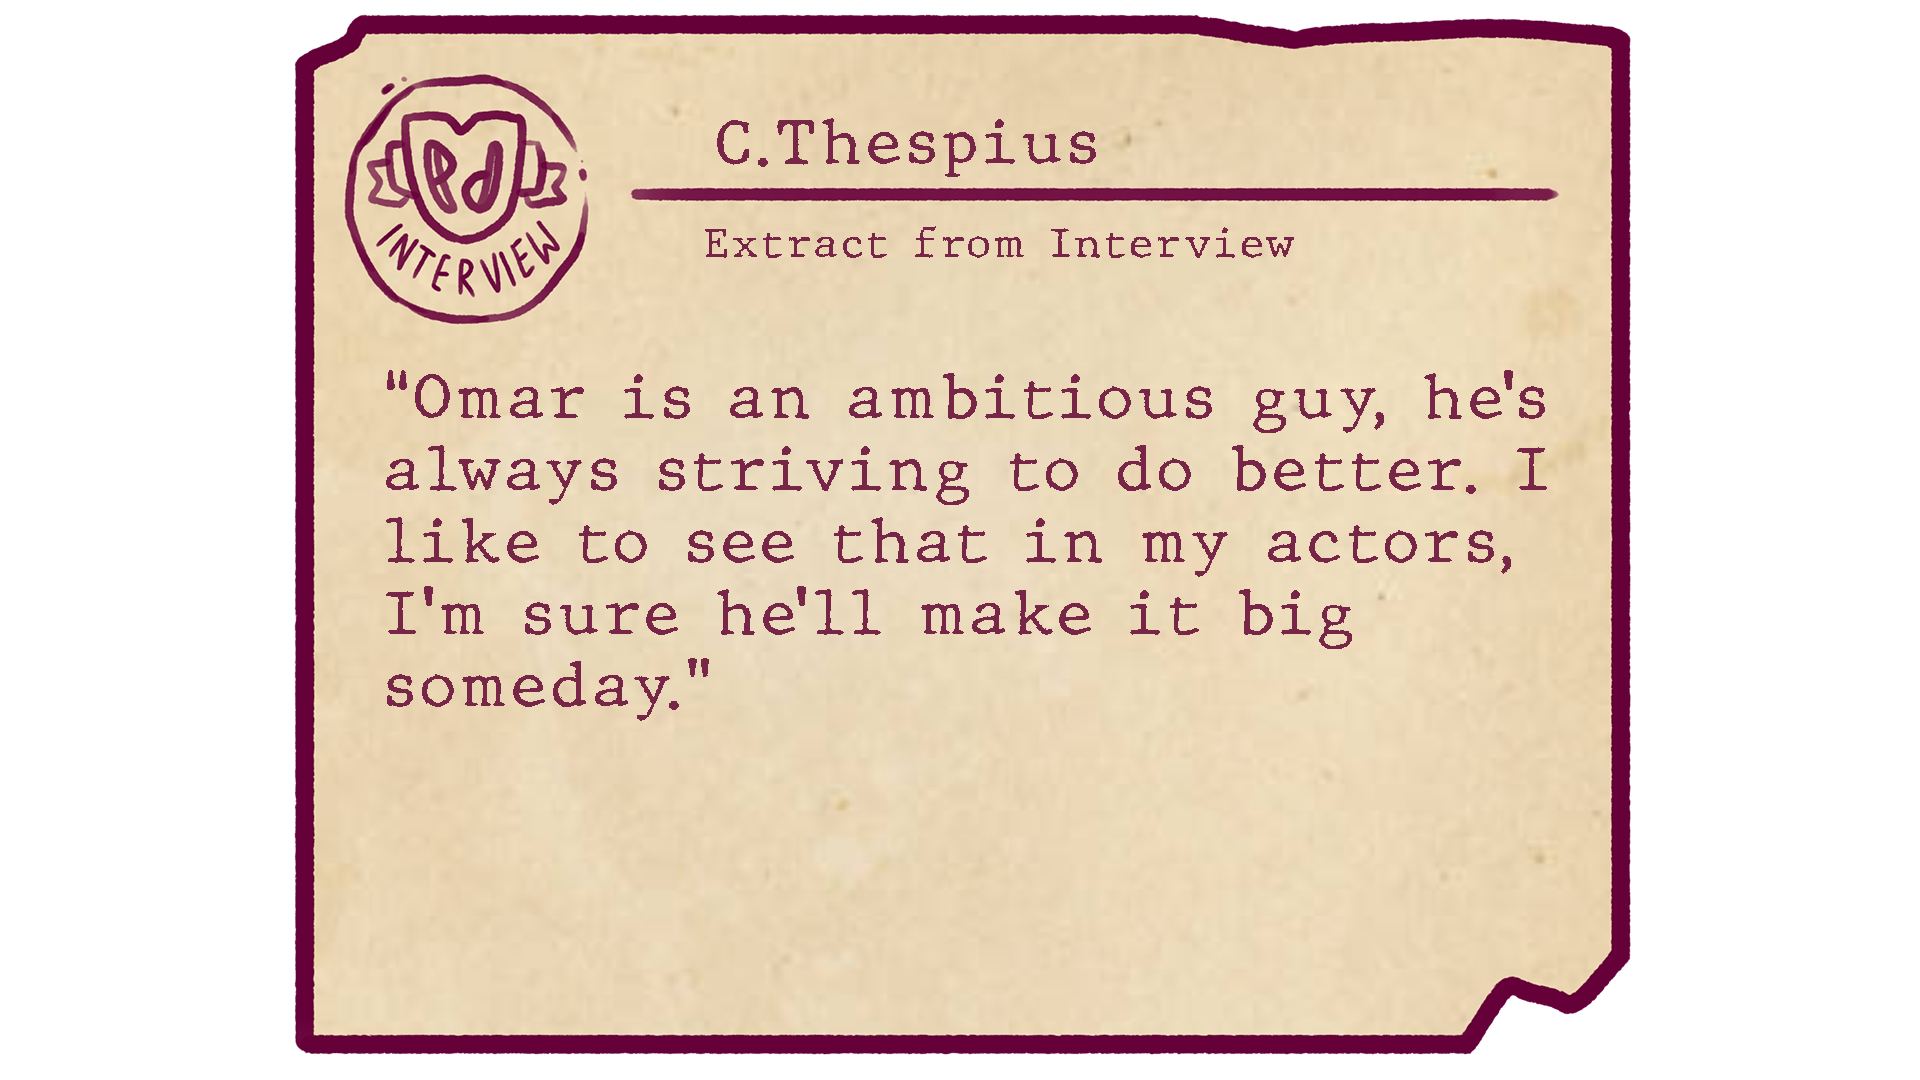 Pd
INTERVIEW
C.Thespius
Extract from Interview
"Omar is an ambitious guy, he's
always striving to do better. I
like to see that in my actors,
I'm sure he'll make it big
someday."